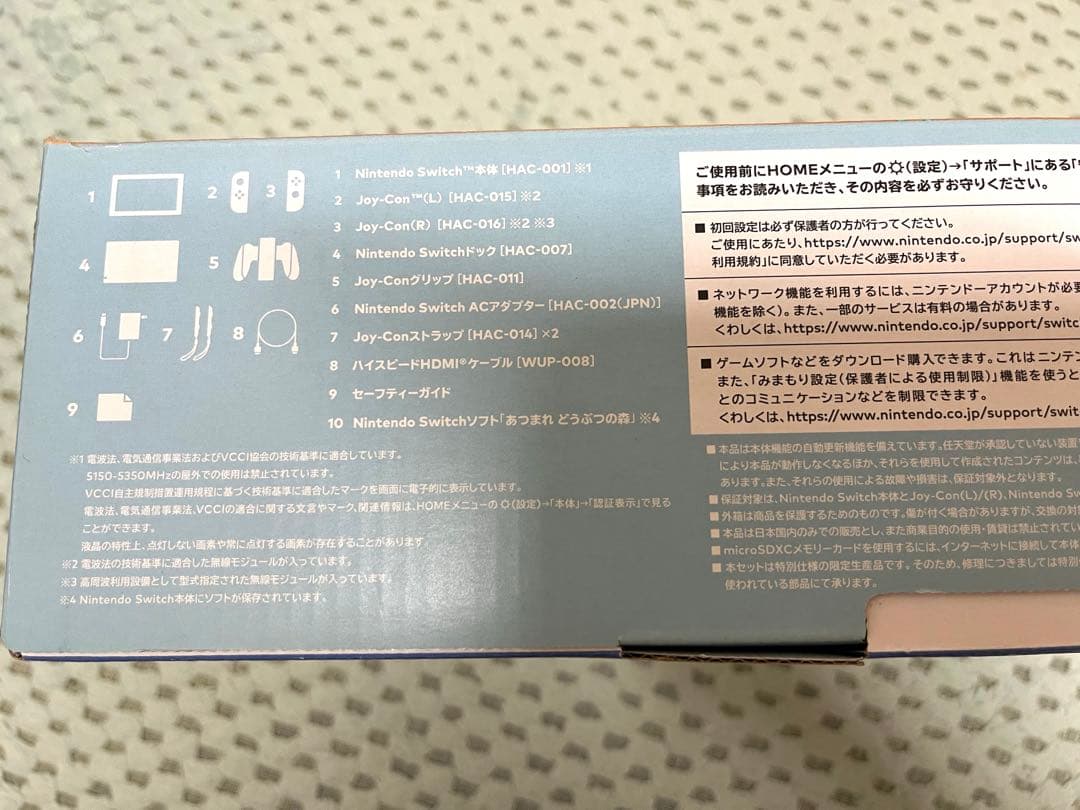 1 Nintendo Switch™本体 [HAC-001] ※1
2 Joy-Con™(L) [HAC-015] ※2
3 Joy-Con(R) [HAC-016] ※2 ※3
4 Nintendo Switchドック [HAC-007]
5 Joy-Conグリップ [HAC-011]
6 Nintendo Switch ACアダプター [HAC-002(JPN)]
7 Joy-Conストラップ [HAC-014] ×2
8 ハイスピードHDMI®ケーブル [WUP-008]
9 セーフティーガイド
10 Nintendo Switchソフト「あつまれ どうぶつの森」※4
1
2
3
4
5
6
7
8
9
※1 電波法、電気通信事業法およびVCCI協会の技術基準に適合しています。
5150-5350MHzの屋外での使用は禁止されています。
VCCI自主規制措置運用規程に基づく技術基準に適合したマークを画面に電子的に表示しています。
電波法、電気通信事業法、VCCIの適合に関する文言やマーク、関連情報は、HOMEメニューの(設定)→「本体」→「認証表示」で見る
ことができます。
液晶の特性上、点灯しない画素や常に点灯する画素が存在することがあります。
※2 電波法の技術基準に適合した無線モジュールが入っています。
※3 高周波利用設備として型式指定された無線モジュールが入っています。
※4 Nintendo Switch本体にソフトが保存されています。
ご使用前にHOMEメニューの(設定)→「サポート」にある「
事項をお読みいただき、その内容を必ずお守りください。
■ 初回設定は必ず保護者の方が行ってください。
ご使用にあたり、https://www.nintendo.co.jp/support/sw
利用規約」に同意していただく必要があります。
■ ネットワーク機能を利用するには、ニンテンドーアカウントが必
機能を除く)。また、一部のサービスは有料の場合があります。
くわしくは、https://www.nintendo.co.jp/support/switc
■ ゲームソフトなどをダウンロード購入できます。これはニンテン
また、「みまもり設定(保護者による使用制限)」機能を使うと
とのコミュニケーションなどを制限できます。
くわしくは、https://www.nintendo.co.jp/support/swit
■ 本品は本体機能の自動更新機能を備えています。任天堂が承認していない装置
により本品が動作しなくなるほか、それらを使用して作成されたコンテンツは、
あります。また、それらの使用による故障や損害は、保証対象外となります。
■ 保証対象は、Nintendo Switch本体とJoy-Con(L)/(R)、Nintendo Sw
■ 外箱は商品を保護するためのものです。傷が付く場合がありますが、交換の対
■ 本品は日本国内のみでの販売とし、また商業目的の使用・賃貸は禁止されてい
■ microSDXCメモリーカードを使用するには、インターネットに接続して本体
■ 本セットは特別仕様の限定生産品です。そのため、修理につきましては特別
使われている部品にて承ります。